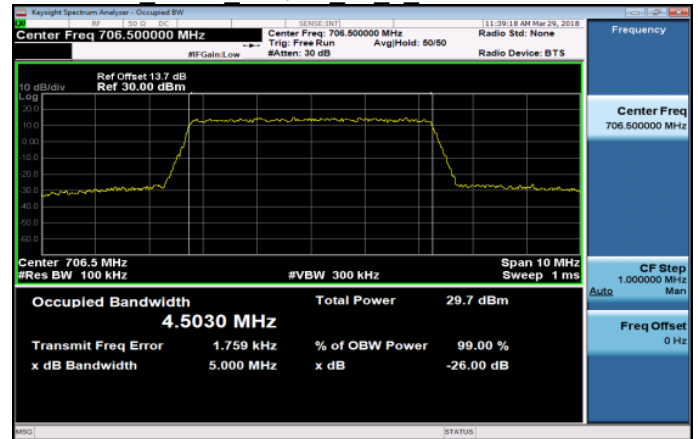 Keysight Spectrum Analyzer - Occupied BW
LXI RF 50 Ω DC SENSE:INT 11:39:18 AM Mar 29, 2018
Center Freq 706.500000 MHz Center Freq: 706.500000 MHz Radio Std: None Frequency
Trig: Free Run Avg|Hold: 50/50
#IFGain:Low #Atten: 30 dB Radio Device: BTS
Ref Offset 13.7 dB
10 dB/div Ref 30.00 dBm
Log
20.0
10.0
0.00
-10.0
-20.0
-30.0
-40.0
-50.0
-60.0
Center Freq
706.500000 MHz
Center 706.5 MHz Span 10 MHz
#Res BW 100 kHz #VBW 300 kHz Sweep 1 ms
CF Step
1.000000 MHz
Auto Man
Occupied Bandwidth Total Power 29.7 dBm
4.5030 MHz
Transmit Freq Error 1.759 kHz % of OBW Power 99.00 %
x dB Bandwidth 5.000 MHz x dB -26.00 dB
Freq Offset
0 Hz
MSG STATUS